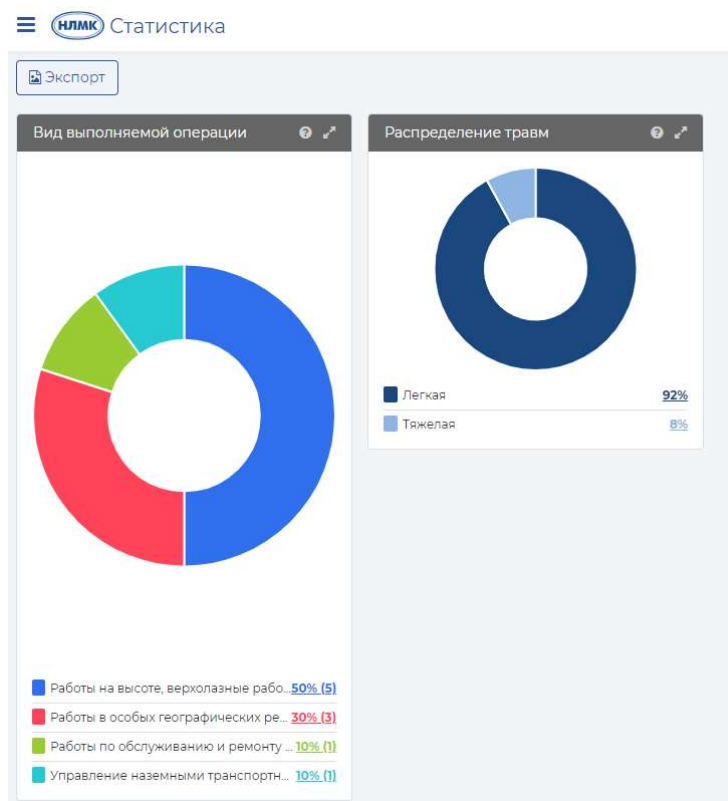 НЛМК Статистика
Экспорт
Вид выполняемой операции
Работы на высоте, верхолазные рабо... 50% (5)
Работы в особых географических ре... 30% (3)
Работы по обслуживанию и ремонту ... 10% (1)
Управление наземными транспортн... 10% (1)
Распределение травм
Легкая 92%
Тяжелая 8%